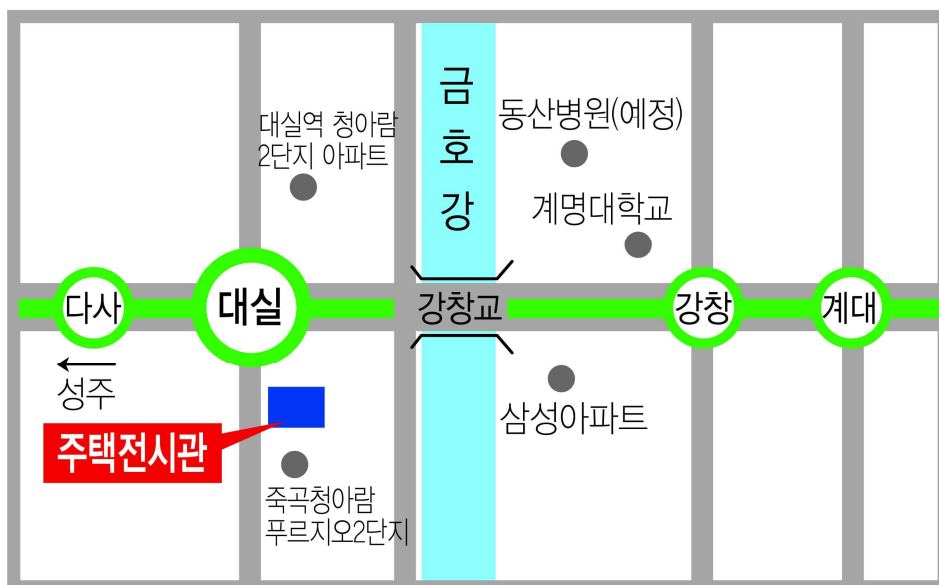 금호강
동산병원(예정)
대실역 청아람
2단지 아파트
계명대학교
다사
대실
강창교
강창
계대
성주
삼성아파트
주택전시관
죽곡청아람
푸르지오2단지